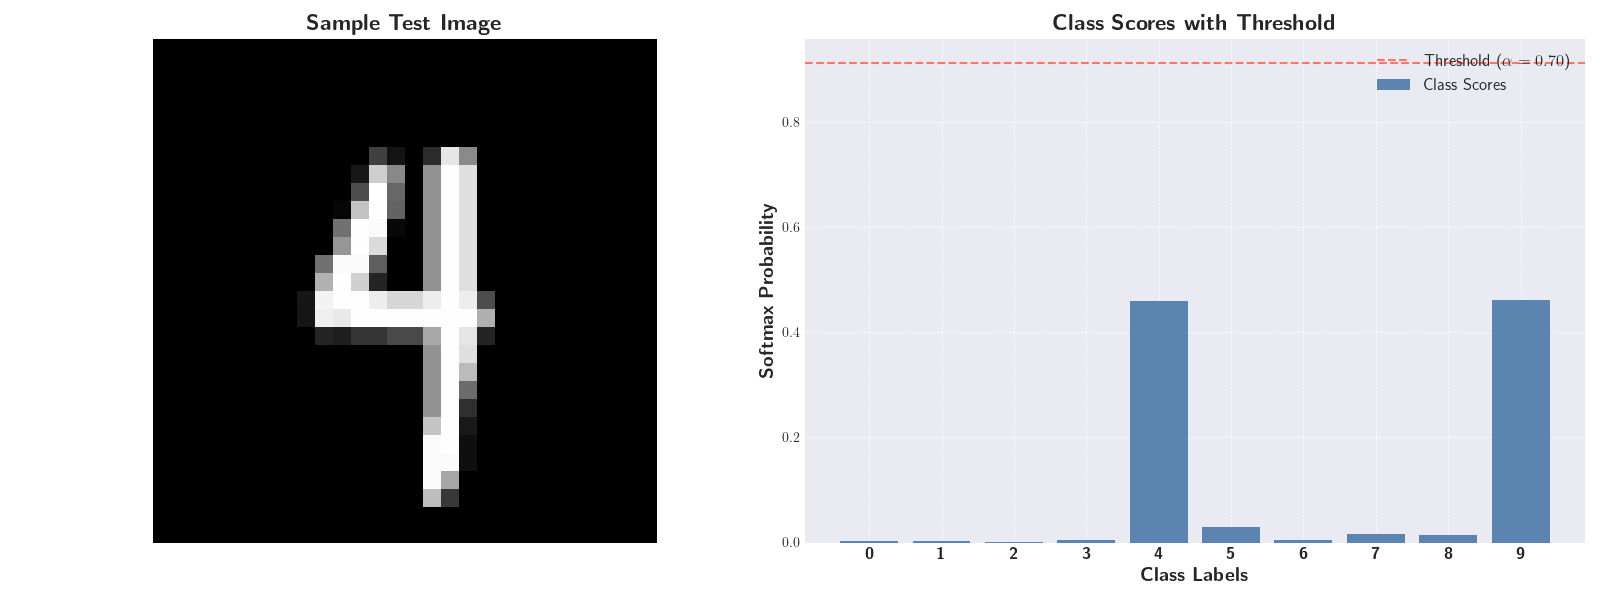 Sample Test Image
4
Class Scores with Threshold
Threshold (α = 0.70)
Class Scores
Softmax Probability
0.8
0.6
0.4
0.2
0.0
0 1 2 3 4 5 6 7 8 9
Class Labels